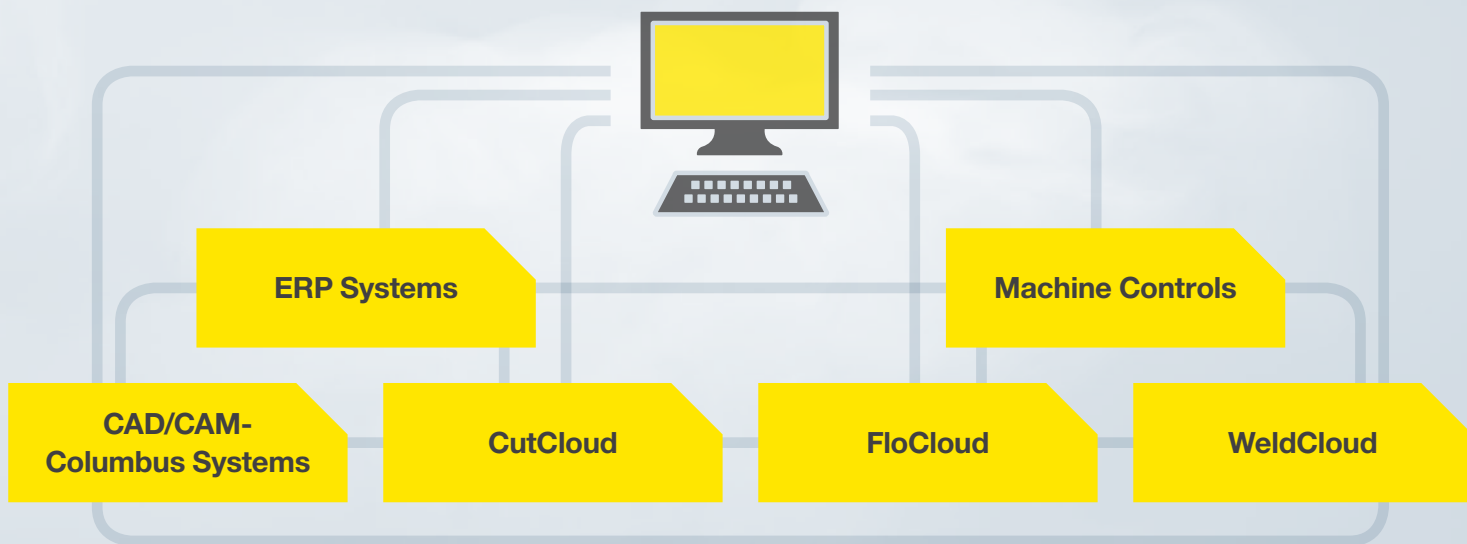 ERP Systems
Machine Controls
CAD/CAM-
Columbus Systems
CutCloud
FloCloud
WeldCloud